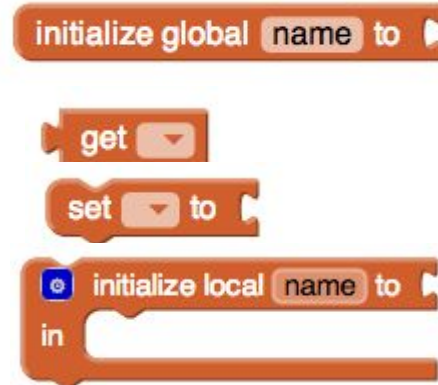 initialize global name to
get
set to
initialize local name to
in